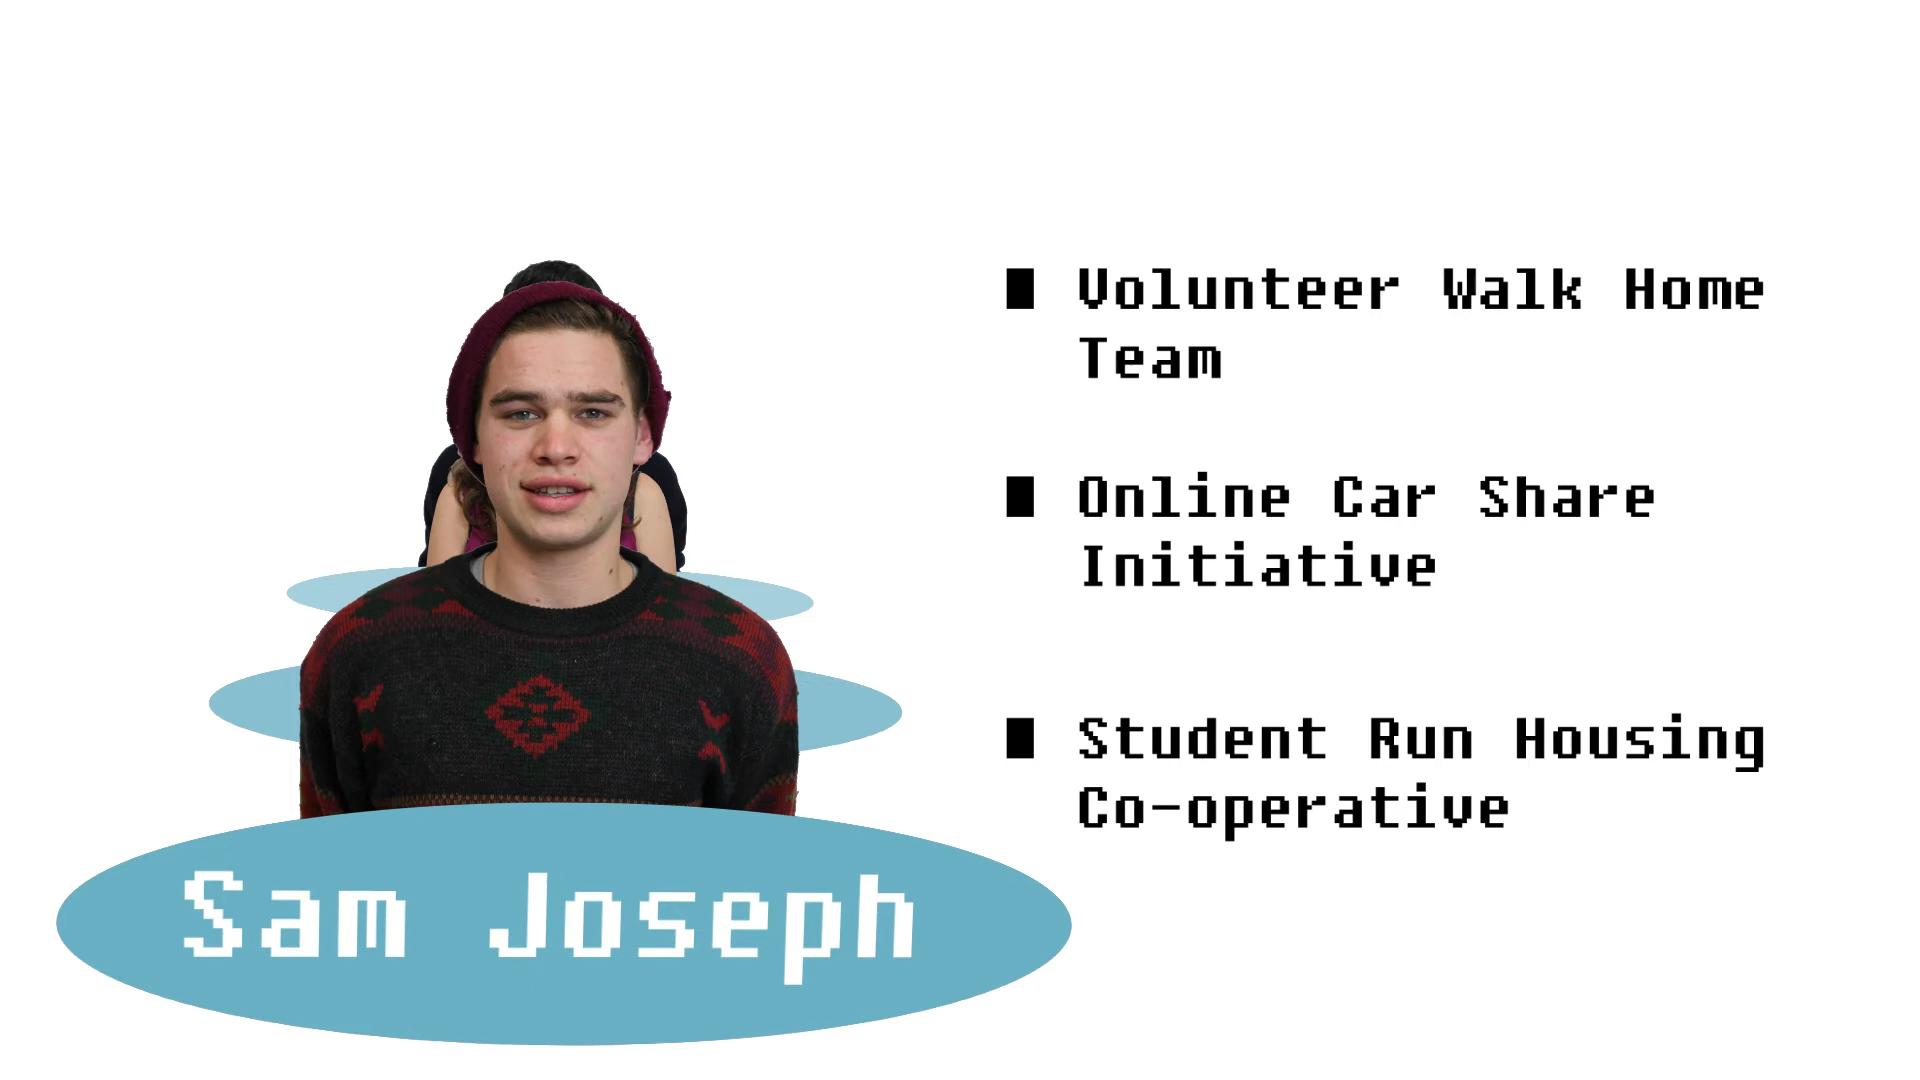 Volunteer Walk Home
Team
Online Car Share
Initiative
Student Run Housing
Co-operative
Sam Joseph